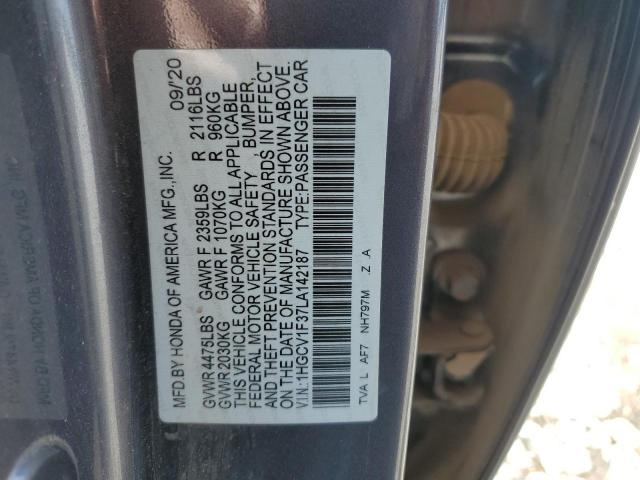 MFD BY HONDA OF AMERICA MFG.,INC. 09/'20
GVWR 4475LBS GAWR F 2359LBS R 2116LBS
GVWR 2030KG GAWR F 1070KG R 960KG
THIS VEHICLE CONFORMS TO ALL APPLICABLE
FEDERAL MOTOR VEHICLE SAFETY , BUMPER,
AND THEFT PREVENTION STANDARDS IN EFFECT
ON THE DATE OF MANUFACTURE SHOWN ABOVE.
V.I.N.: 1HGCV1F37LA142187 TYPE:PASSENGER CAR
TVA L AF7 NH797M .Z .A